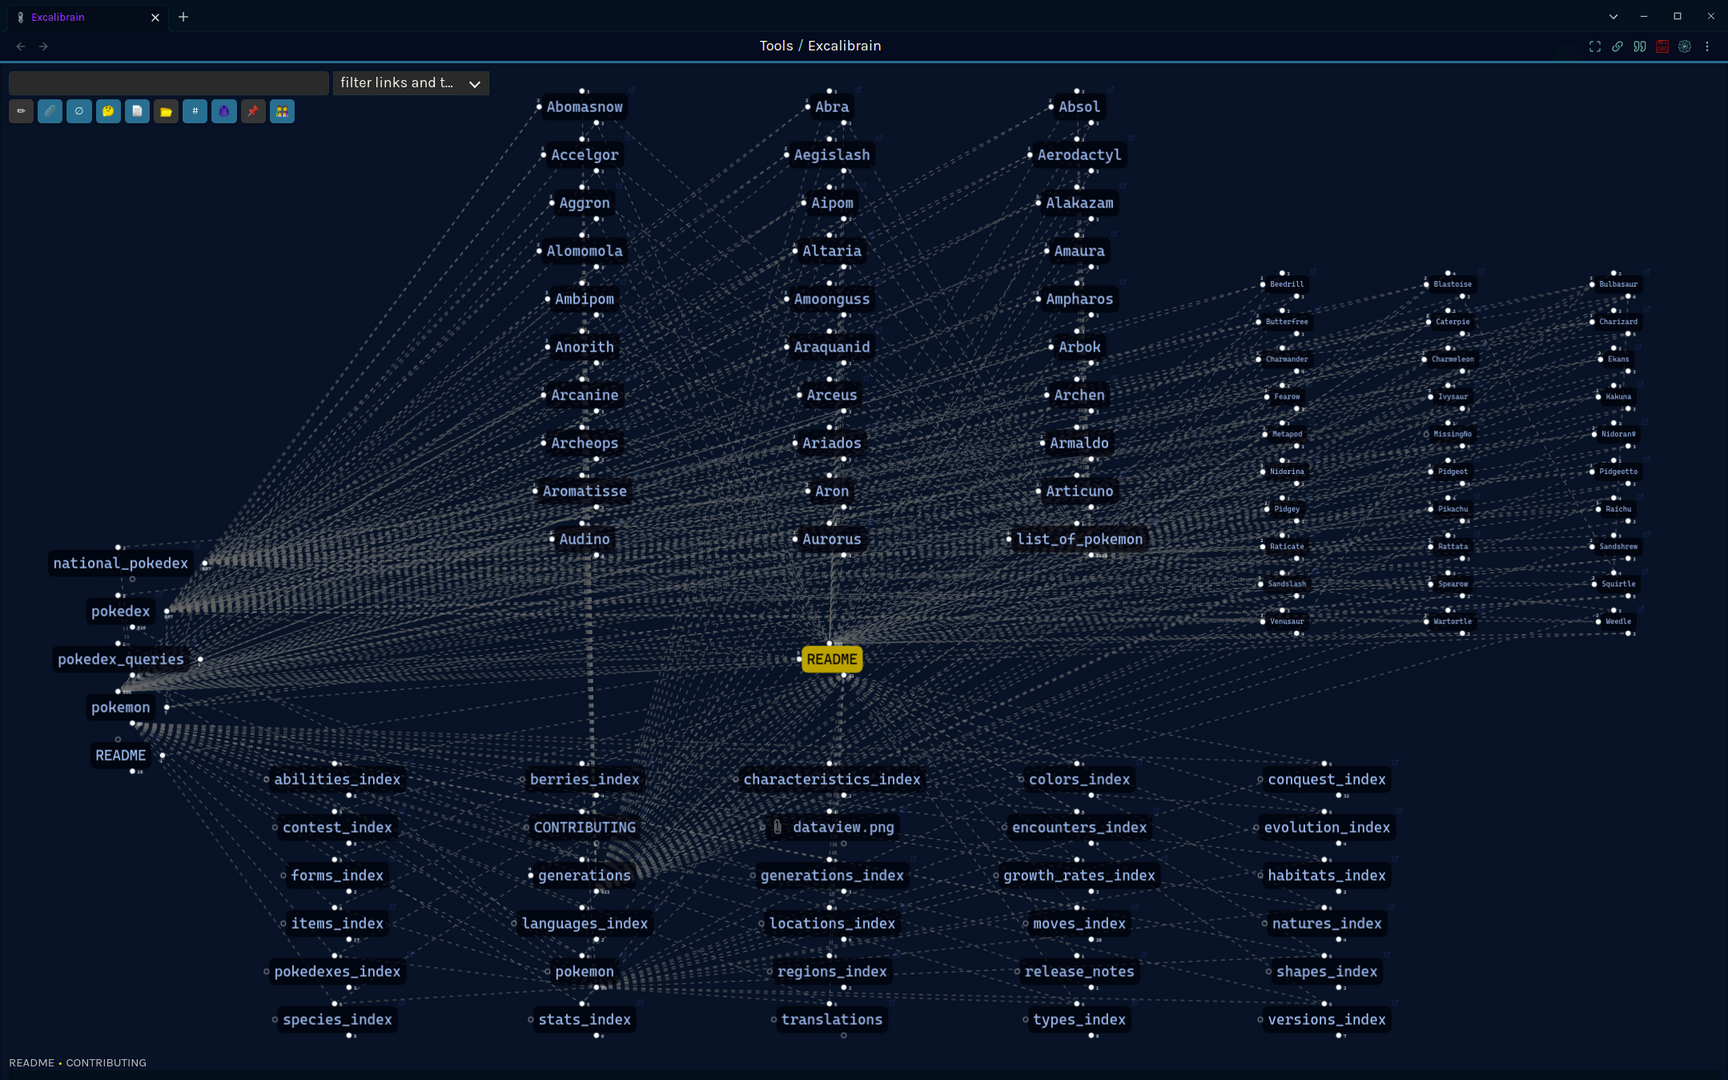 Excalibrain
Tools / Excalibrain
filter links and t...
Abomasnow Abra Absol
Accelgor Aegislash Aerodactyl
Aggron Aipom Alakazam
Alomomola Altaria Amaura
Ambipom Amoonguss Ampharos
Anorith Araquanid Arbok
Arcanine Arceus Archen
Archeops Ariados Armaldo
Aromatisse Aron Articuno
Audino Aurorus list_of_pokemon
Beedrill Blastoise Bulbasaur
Butterfree Caterpie Charizard
Charmander Charmeleon Ekans
Fearow Ivysaur Kakuna
Metapod MissingNo Nidoran♀
Nidorina Pidgeot Pidgeotto
Pidgey Pikachu Raichu
Raticate Rattata Sandshrew
Sandslash Spearow Squirtle
Venusaur Wartortle Weedle
national_pokedex
pokedex
pokedex_queries
pokemon
README
README
abilities_index berries_index characteristics_index colors_index conquest_index
contest_index CONTRIBUTING dataview.png encounters_index evolution_index
forms_index generations generations_index growth_rates_index habitats_index
items_index languages_index locations_index moves_index natures_index
pokedexes_index pokemon regions_index release_notes shapes_index
species_index stats_index translations types_index versions_index
README • CONTRIBUTING